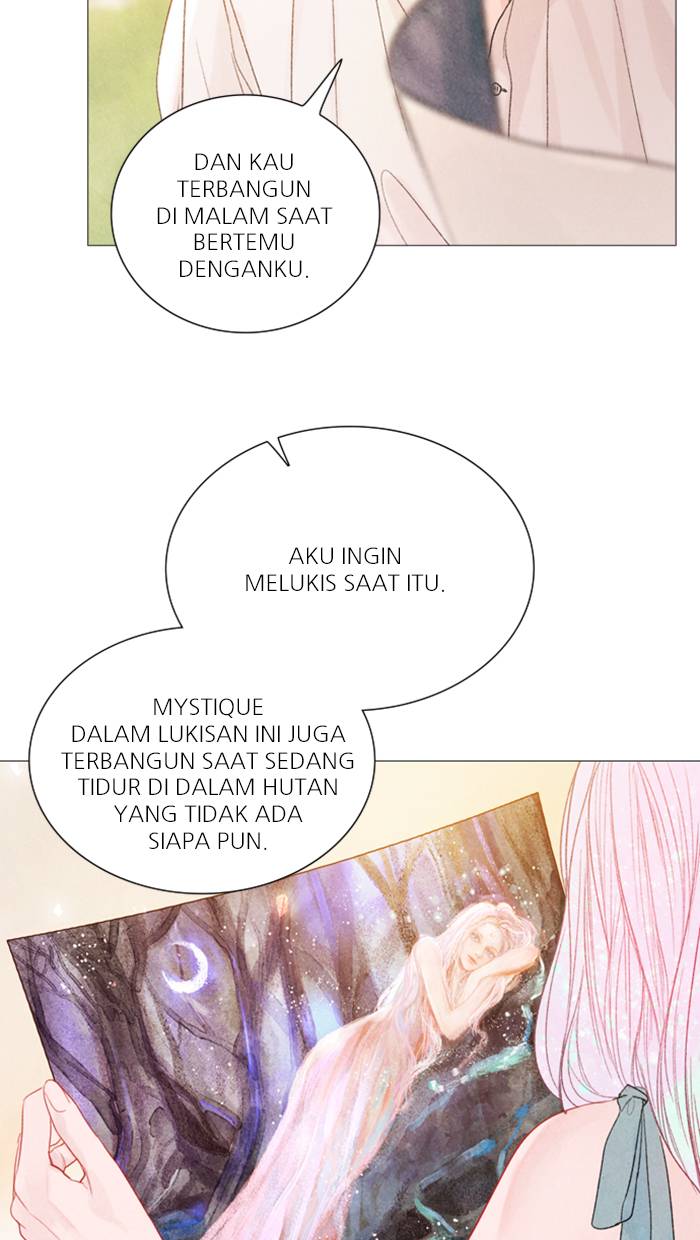 DAN KAU
TERBANGUN
DI MALAM SAAT
BERTEMU
DENGANKU.
AKU INGIN
MELUKIS SAAT ITU.
MYSTIQUE
DALAM LUKISAN INI JUGA
TERBANGUN SAAT SEDANG
TIDUR DI DALAM HUTAN
YANG TIDAK ADA
SIAPA PUN.